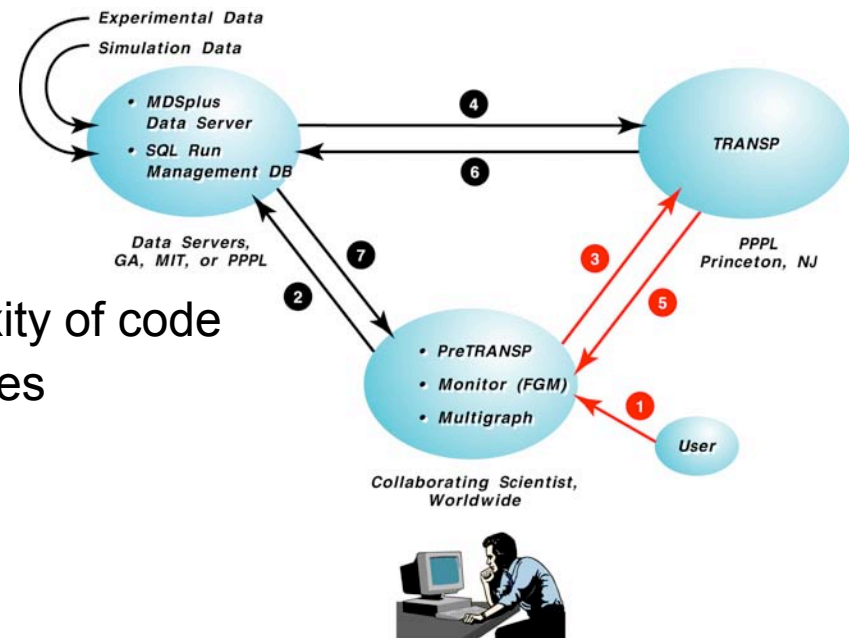 Experimental Data
Simulation Data
• MDSplus
Data Server
• SQL Run
Management DB
4
6
TRANSP
Data Servers,
GA, MIT, or PPPL
7
2
3
5
PPPL
Princeton, NJ
of code
• PreTRANSP
• Monitor (FGM)
• Multigraph
1
User
Collaborating Scientist,
Worldwide